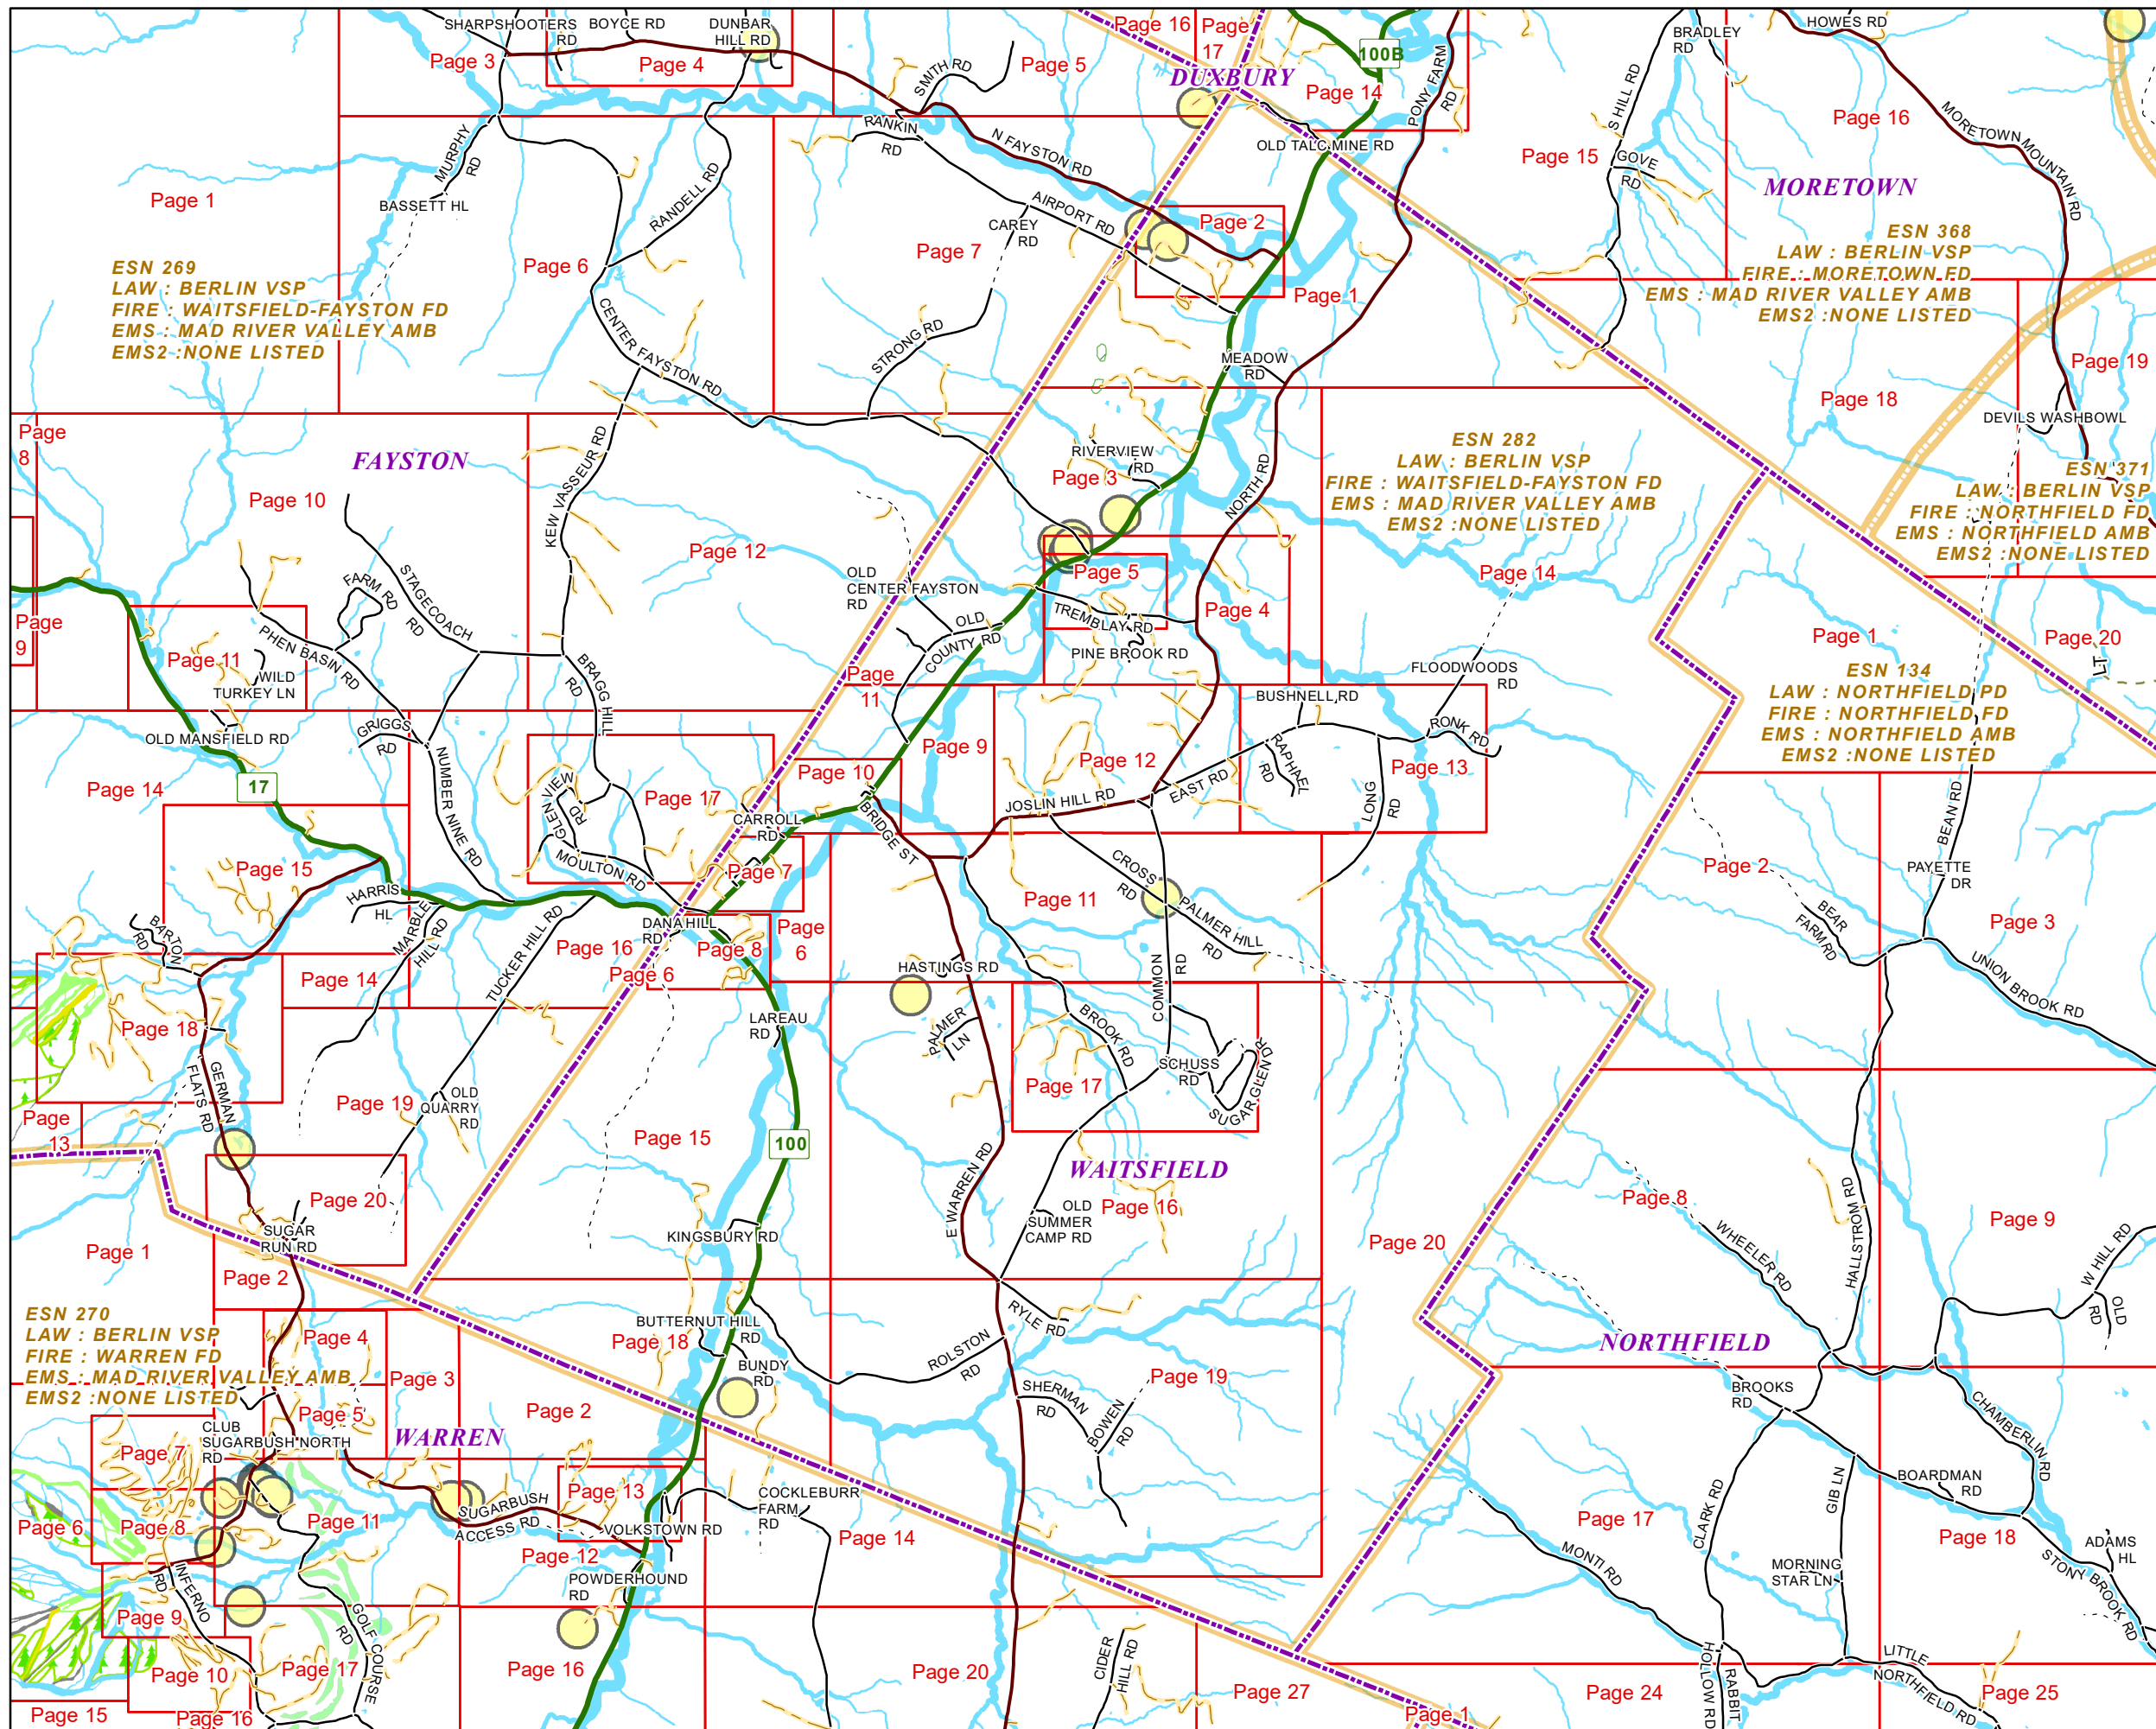 SHARPSHOOTERS
RD
BOYCE RD
DUNBAR
HILL RD
Page 3
Page 4
SMITH RD
Page 5
Page 16
Page
17
DUXBURY
100B
Page 14
PONY FARM
RD
BRADLEY
RD
HOWES RD
S HILL RD
Page 16
MORETOWN MOUNTAIN RD
MURPHY
RD
BASSETT HL
Page 1
RANKIN
RD
N FAYSTON RD
OLD TALC MINE RD
Page 15
GOVE
RD
MORETOWN
RANDELL RD
AIRPORT RD
CAREY
RD
Page 2
Page 6
Page 7
Page 1
ESN 269
LAW : BERLIN VSP
FIRE : WAITSFIELD-FAYSTON FD
EMS : MAD RIVER VALLEY AMB
EMS2 :NONE LISTED
ESN 368
LAW : BERLIN VSP
FIRE : MORETOWN FD
EMS : MAD RIVER VALLEY AMB
EMS2 :NONE LISTED
CENTER FAYSTON RD
STRONG RD
MEADOW
RD
Page 19
Page 18
DEVILS WASHBOWL
Page
8
FAYSTON
Page 10
KEW VASSEUR RD
RIVERVIEW
RD
Page 3
NORTH RD
ESN 282
LAW : BERLIN VSP
FIRE : WAITSFIELD-FAYSTON FD
EMS : MAD RIVER VALLEY AMB
EMS2 :NONE LISTED
ESN 371
LAW : BERLIN VSP
FIRE : NORTHFIELD FD
EMS : NORTHFIELD AMB
EMS2 :NONE LISTED
Page 12
FARM RD
STAGECOACH
RD
OLD
CENTER FAYSTON
RD
Page 5
Page 4
Page 14
Page
9
PHEN BASIN RD
Page 11
WILD
TURKEY LN
BRAGG HILL
RD
OLD
COUNTY RD
TREMBLAY RD
PINE BROOK RD
Page
11
FLOODWOODS
RD
Page 1
Page 20
ESN 134
LAW : NORTHFIELD PD
FIRE : NORTHFIELD FD
EMS : NORTHFIELD AMB
EMS2 :NONE LISTED
OLD MANSFIELD RD
GRIGGS
RD
BUSHNELL RD
RONK RD
Page 9
Page 12
RAPHAEL
RD
Page 13
17
Page 14
NUMBER NINE RD
GLEN VIEW
RD
Page 17
Page 10
CARROLL
RD
BRIDGE ST
JOSLIN HILL RD
EAST RD
LONG
RD
BEAN RD
Page 15
MOULTON RD
Page 7
CROSS
RD
Page 11
Page 2
PAYETTE
DR
HARRIS
HL
MARBLE
HILL RD
BARTON
RD
TUCKER HILL RD
DANA HILL
RD
Page 8
Page
6
Page 16
Page 6
PALMER HILL
RD
BEAR
FARM RD
Page 3
UNION BROOK RD
Page 14
HASTINGS RD
COMMON
RD
Page 18
LAREAU
RD
PALMER
LN
BROOK RD
SCHUSS
RD
SUGAR GLEN DR
Page 17
GERMAN
FLATS RD
Page 19
OLD
QUARRY
RD
Page
13
Page 15
100
E WARREN RD
WAITSFIELD
Page 20
SUGAR
RUN RD
Page 16
OLD
SUMMER
CAMP RD
KINGSBURY RD
Page 20
Page 8
HALLSTROM RD
Page 9
WHEELER RD
W HILL RD
OLD
RD
Page 1
Page 2
ESN 270
LAW : BERLIN VSP
FIRE : WARREN FD
EMS : MAD RIVER VALLEY AMB
EMS2 :NONE LISTED
Page 4
Page 3
BUTTERNUT HILL
RD
Page 18
BUNDY
RD
RYLE RD
ROLSTON
RD
NORTHFIELD
Page 19
SHERMAN
RD
BOWEN
RD
BROOKS
RD
CHAMBERLIN RD
Page 5
CLUB
SUGARBUSH NORTH
RD
WARREN
Page 2
Page 7
Page 13
SUGARBUSH
ACCESS RD
VOLKSTOWN RD
COCKLEBURR
FARM
RD
Page 14
BOARDMAN
RD
GIB LN
CLARK RD
Page 17
Page 18
ADAMS
HL
Page 6
Page 8
Page 11
Page 12
POWDERHOUND
RD
MONTI RD
MORNING
STAR LN
STONY BROOK RD
INFERNO
RD
Page 9
GOLF COURSE
RD
Page 10
Page 17
Page 16
Page 20
CIDER
HILL RD
Page 27
HOLLOW RD
RABBIT
LITTLE
NORTHFIELD RD
Page 24
Page 25
Page 15
Page 16
Page 1